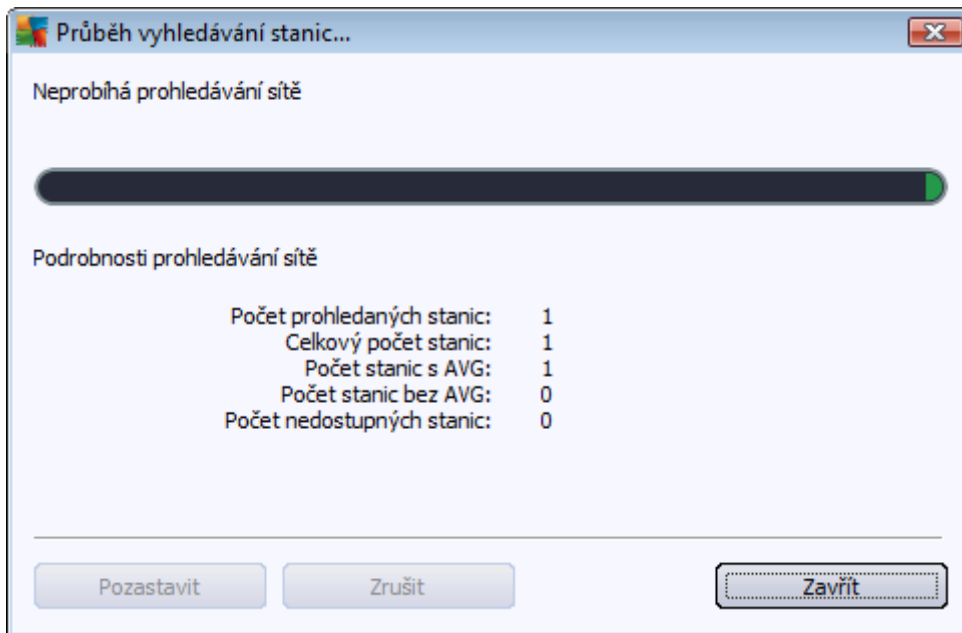 Průběh vyhledávání stanic...
Neprobíhá prohledávání sítě
Podrobnosti prohledávání sítě
Počet prohledaných stanic: 1
Celkový počet stanic: 1
Počet stanic s AVG: 1
Počet stanic bez AVG: 0
Počet nedostupných stanic: 0
Pozastavit Zrušit Zavřít